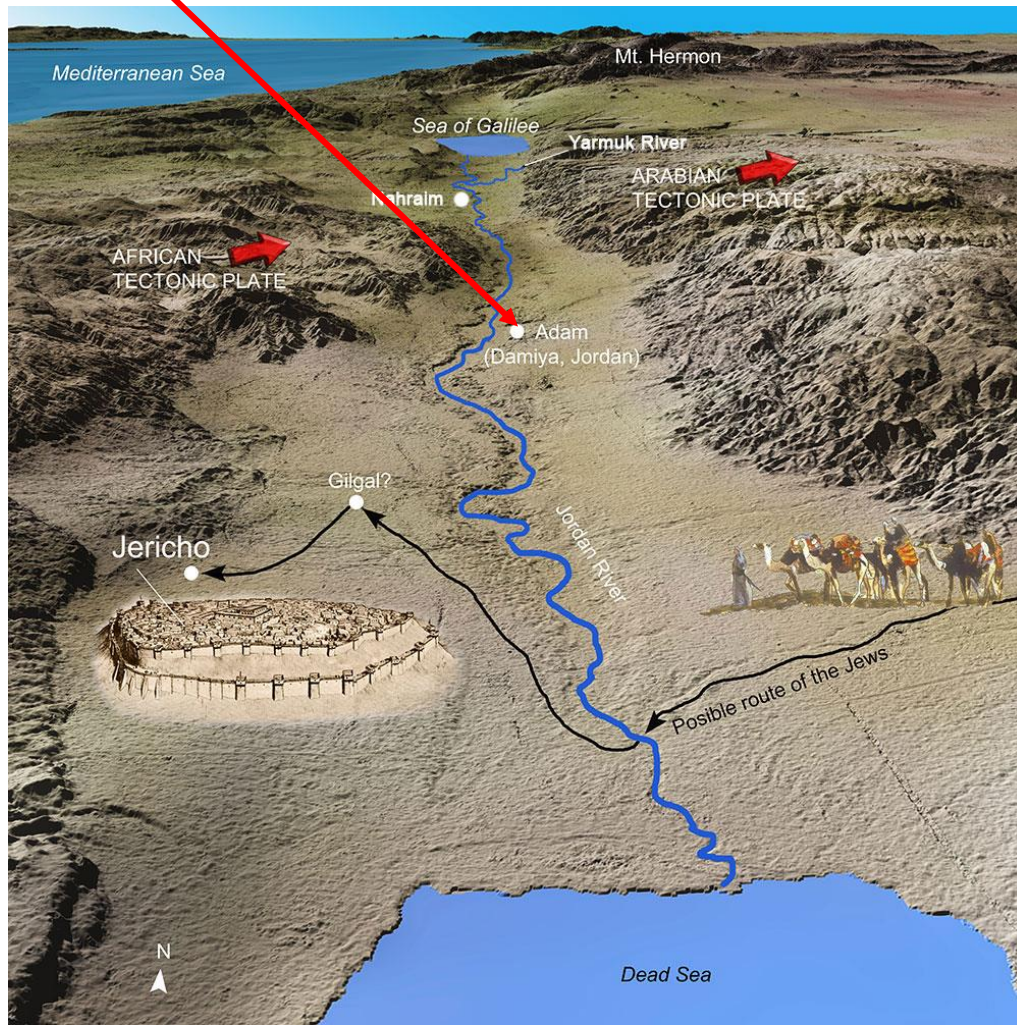 Mediterranean Sea
Mt. Hermon
Sea of Galilee
Yarmuk River
ARABIAN
TECTONIC PLATE
Nahraim
AFRICAN
TECTONIC PLATE
Adam
(Damiya, Jordan)
Gilgal?
Jordan River
Jericho
Posible route of the Jews
N
Dead Sea